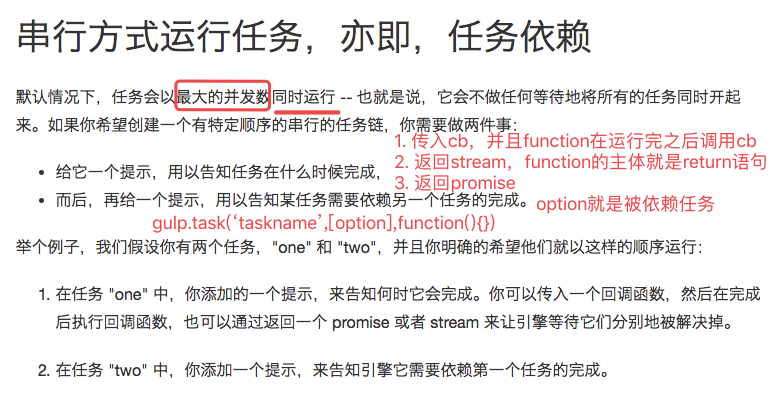 串行方式运行任务，亦即，任务依赖
默认情况下，任务会以最大的并发数同时运行 -- 也就是说，它会不做任何等待地将所有的任务同时开起
来。如果你希望创建一个有特定顺序的串行的任务链，你需要做两件事：
1. 传入cb，并且function在运行完之后调用cb
2. 返回stream，function的主体就是return语句
3. 返回promise
• 给它一个提示，用以告知任务在什么时候完成，
• 而后，再给一个提示，用以告知某任务需要依赖另一个任务的完成。
option就是被依赖任务
gulp.task(‘taskname’,[option],function(){})
举个例子，我们假设你有两个任务，"one" 和 "two"，并且你明确的希望他们就以这样的顺序运行：
1. 在任务 "one" 中，你添加的一个提示，来告知何时它会完成。你可以传入一个回调函数，然后在完成
后执行回调函数，也可以通过返回一个 promise 或者 stream 来让引擎等待它们分别地被解决掉。
2. 在任务 "two" 中，你添加一个提示，来告知引擎它需要依赖第一个任务的完成。